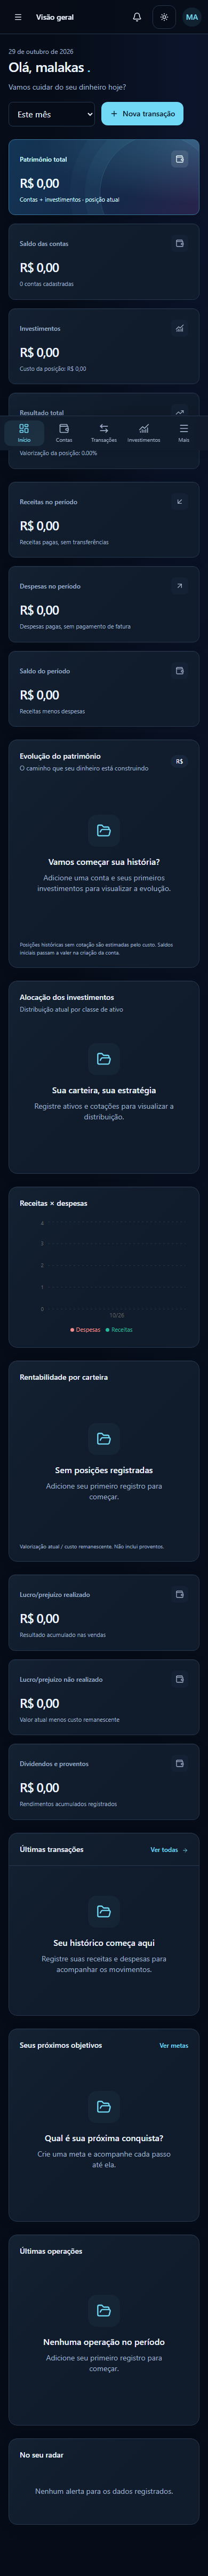 Visão geral
MA
29 de outubro de 2026
Olá, malakas .
Vamos cuidar do seu dinheiro hoje?
Este mês
+ Nova transação
Patrimônio total
R$ 0,00
Contas + investimentos · posição atual
Saldo das contas
R$ 0,00
0 contas cadastradas
Investimentos
R$ 0,00
Custo da posição: R$ 0,00
Resultado total
Início
Contas
Transações
Investimentos
Mais
Valorização da posição: 0,00%
Receitas no período
R$ 0,00
Receitas pagas, sem transferências
Despesas no período
R$ 0,00
Despesas pagas, sem pagamento de fatura
Saldo do período
R$ 0,00
Receitas menos despesas
Evolução do patrimônio
O caminho que seu dinheiro está construindo
R$
Vamos começar sua história?
Adicione uma conta e seus primeiros
investimentos para visualizar a evolução.
Posições históricas sem cotação são estimadas pelo custo. Saldos
iniciais passam a valer na criação da conta.
Alocação dos investimentos
Distribuição atual por classe de ativo
Sua carteira, sua estratégia
Registre ativos e cotações para visualizar a
distribuição.
Receitas × despesas
4
3
2
1
0
10/26
Despesas
Receitas
Rentabilidade por carteira
Sem posições registradas
Adicione seu primeiro registro para
começar.
Valorização atual / custo remanescente. Não inclui proventos.
Lucro/prejuízo realizado
R$ 0,00
Resultado acumulado nas vendas
Lucro/prejuízo não realizado
R$ 0,00
Valor atual menos custo remanescente
Dividendos e proventos
R$ 0,00
Rendimentos acumulados registrados
Últimas transações
Ver todas →
Seu histórico começa aqui
Registre suas receitas e despesas para
acompanhar os movimentos.
Seus próximos objetivos
Ver metas
Qual é sua próxima conquista?
Crie uma meta e acompanhe cada passo
até ela.
Últimas operações
Nenhuma operação no período
Adicione seu primeiro registro para
começar.
No seu radar
Nenhum alerta para os dados registrados.